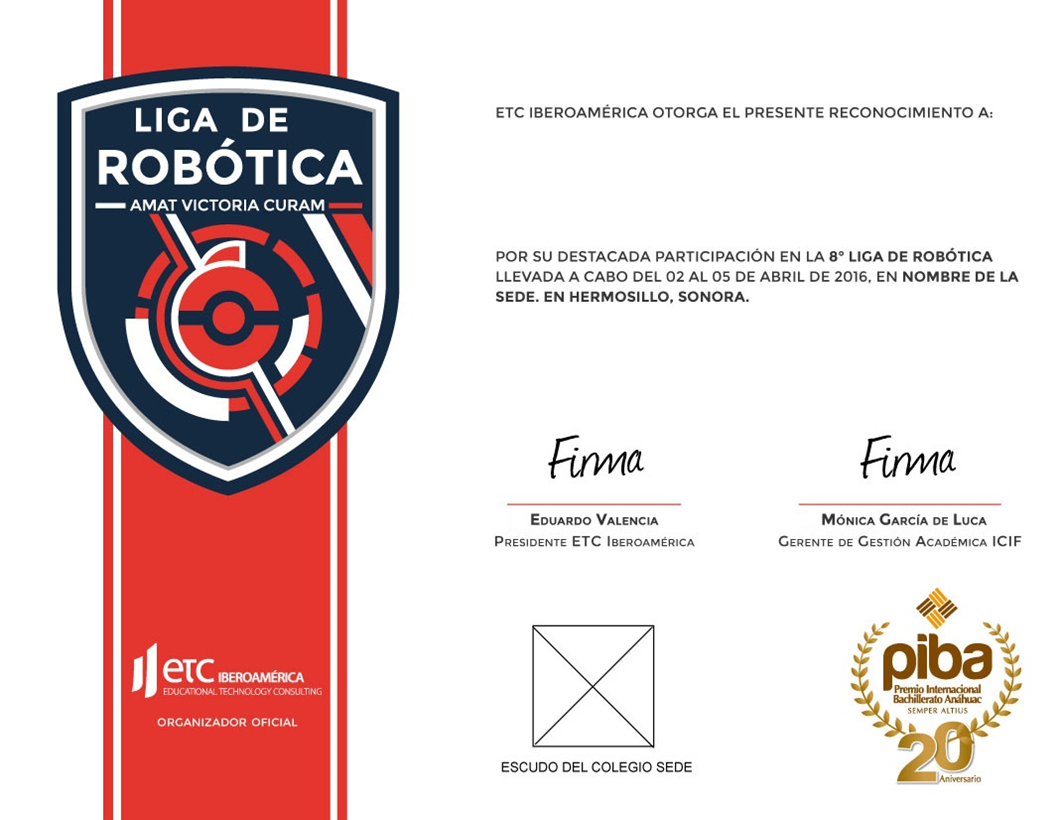 LIGA DE
ROBÓTICA
AMAT VICTORIA CURAM
ETC IBEROAMÉRICA OTORGA EL PRESENTE RECONOCIMIENTO A:
POR SU DESTACADA PARTICIPACIÓN EN LA 8° LIGA DE ROBÓTICA
LLEVADA A CABO DEL 02 AL 05 DE ABRIL DE 2016, EN NOMBRE DE LA
SEDE. EN HERMOSILLO, SONORA.
Firma
EDUARDO VALENCIA
PRESIDENTE ETC IBEROAMÉRICA
Firma
MÓNICA GARCÍA DE LUCA
GERENTE DE GESTIÓN ACADÉMICA ICIF
etc IBEROAMÉRICA
EDUCATIONAL TECHNOLOGY CONSULTING
ORGANIZADOR OFICIAL
ESCUDO DEL COLEGIO SEDE
piba
Premio Internacional
Bachillerato Anáhuac
SEMPER ALTIUS
20
Aniversario